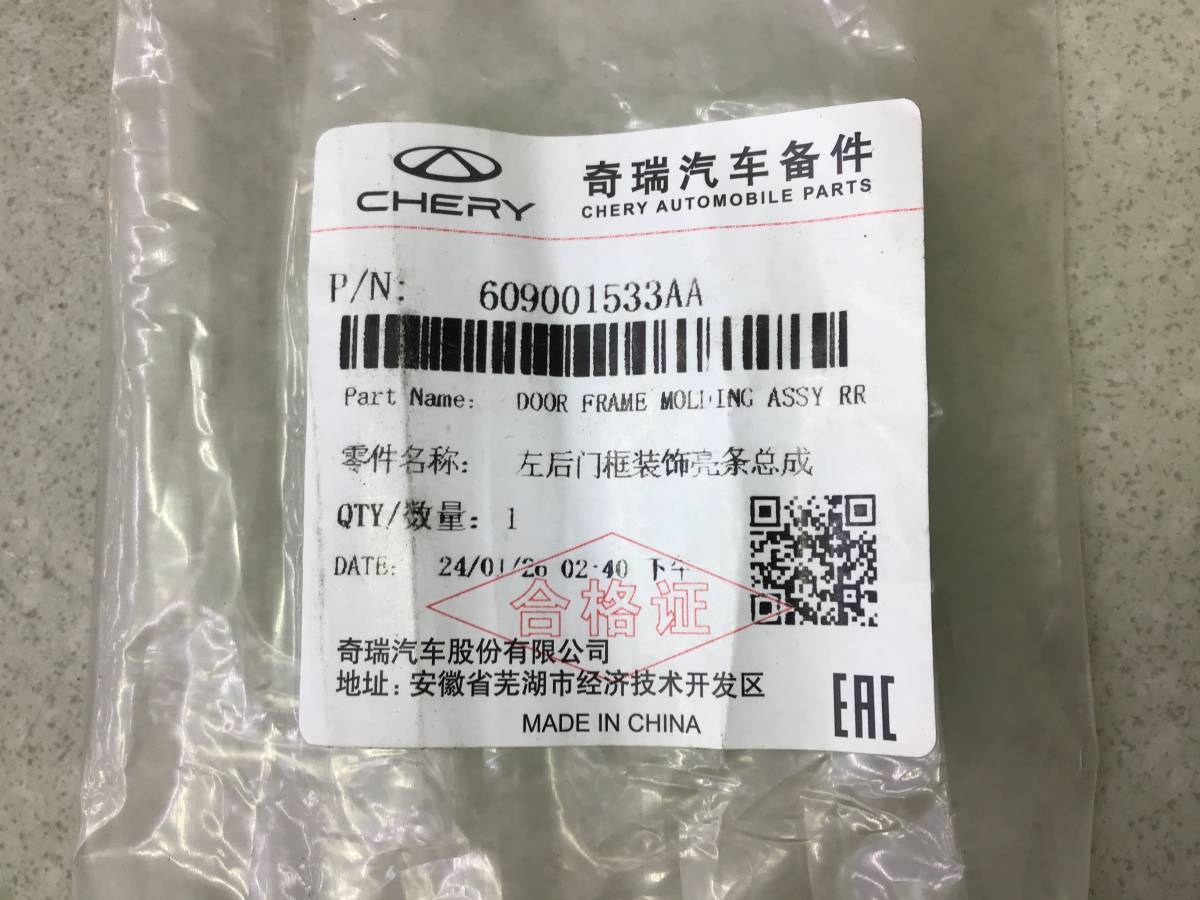 CHERY
奇瑞汽车备件
CHERY AUTOMOBILE PARTS
P/N: 609001533AA
Part Name: DOOR FRAME MOLDING ASSY RR
零件名称: 左后门框装饰亮条总成
QTY/数量: 1
DATE: 24/01/26 02:40 下午
合格证
奇瑞汽车股份有限公司
地址：安徽省芜湖市经济技术开发区
MADE IN CHINA
EAC